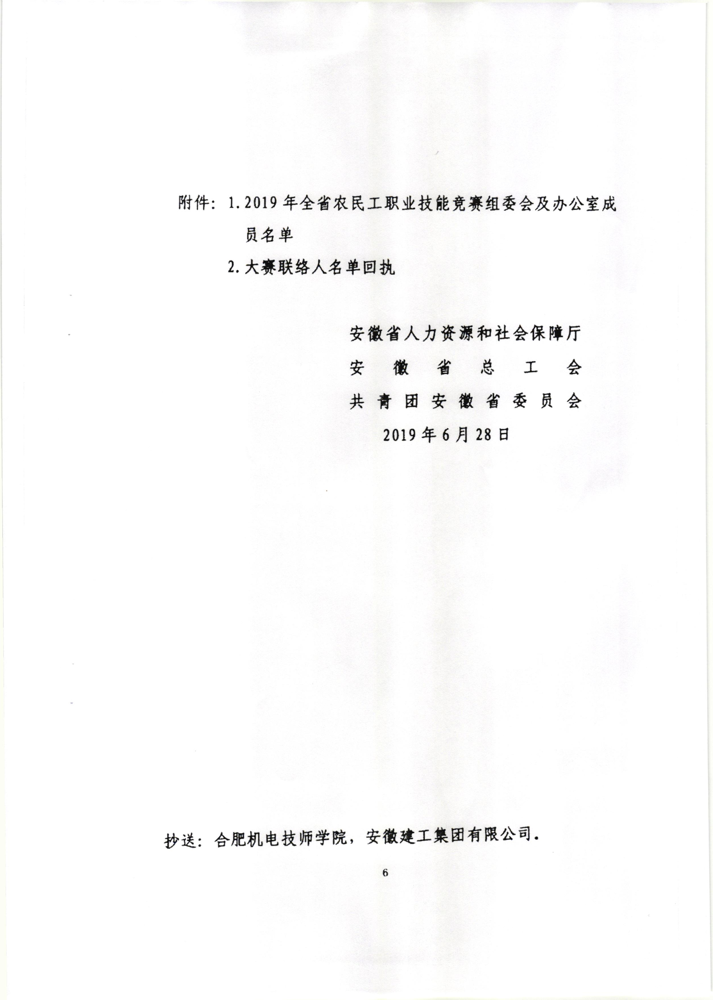 附件：1.2019年全省农民工职业技能竞赛组委会及办公室成
员名单
2.大赛联络人名单回执
安徽省人力资源和社会保障厅
安徽省总工会
共青团安徽省委员会
2019年6月28日
抄送：合肥机电技师学院，安徽建工集团有限公司.
6